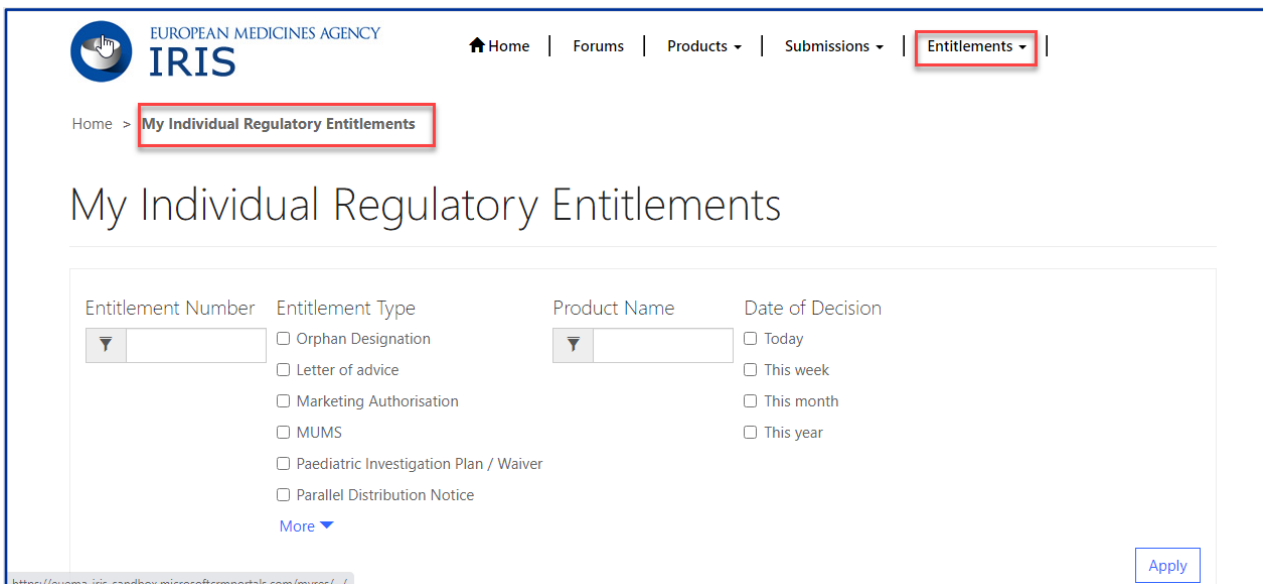 EUROPEAN MEDICINES AGENCY
IRIS
Home | Forums | Products | Submissions | Entitlements |
Home > My Individual Regulatory Entitlements
My Individual Regulatory Entitlements
Entitlement Number Entitlement Type Product Name Date of Decision
Orphan Designation Today
Letter of advice This week
Marketing Authorisation This month
MUMS This year
Paediatric Investigation Plan / Waiver
Parallel Distribution Notice
More
Apply